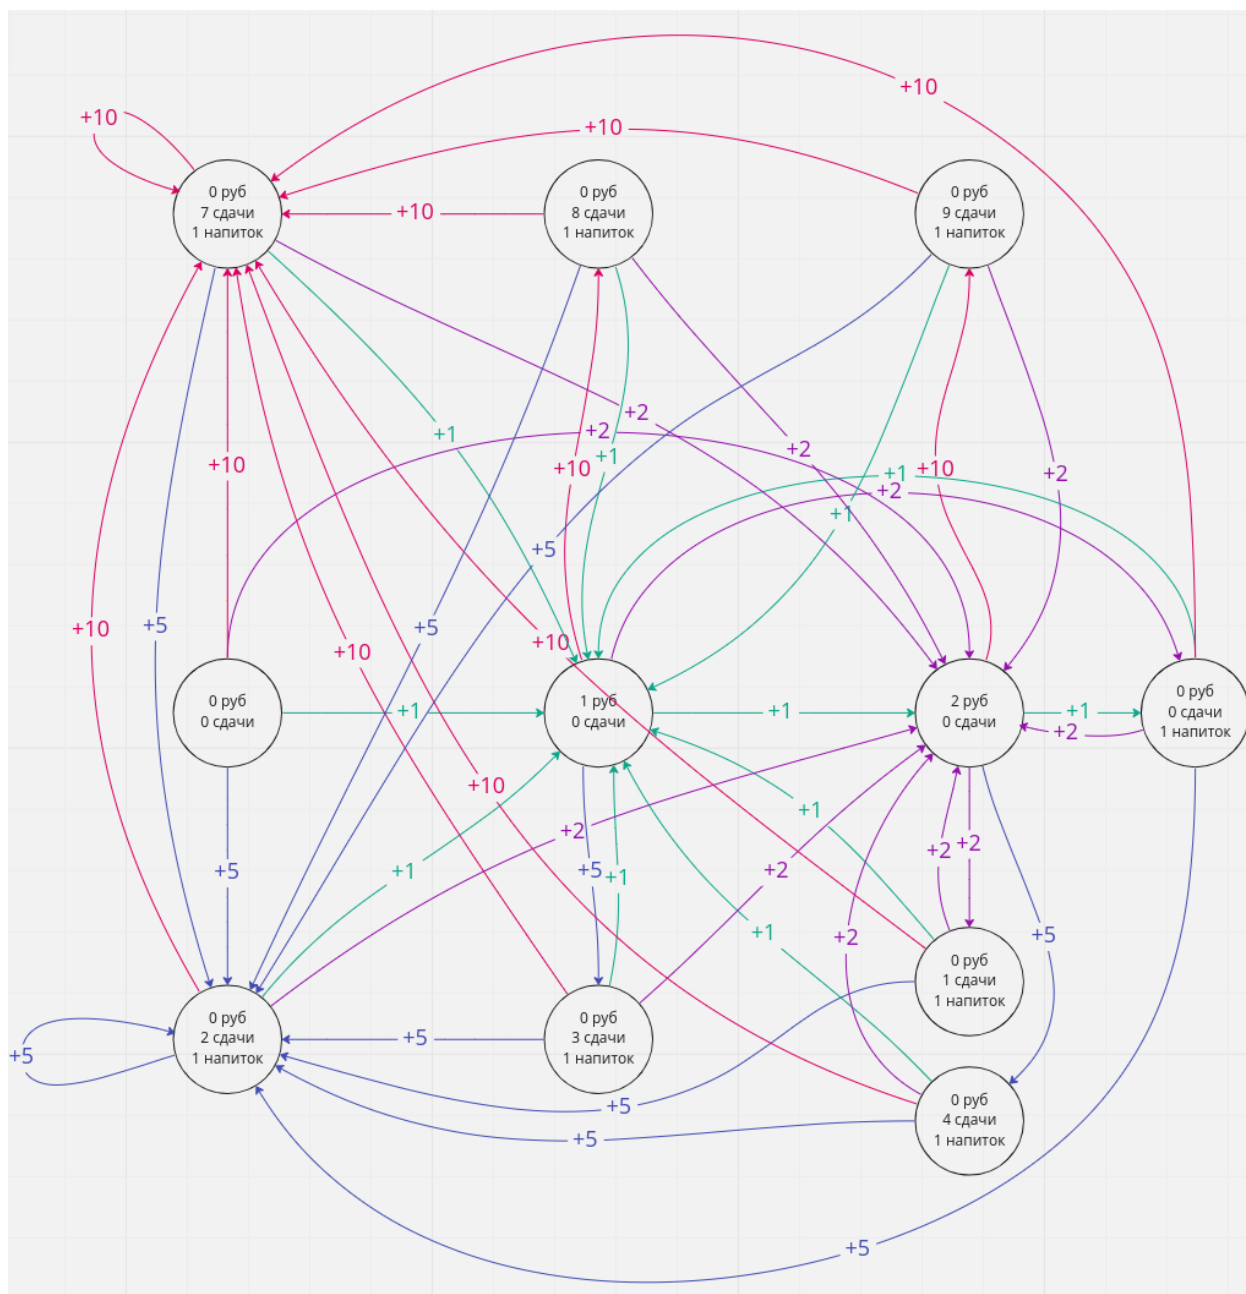 +10
+10
+10
0 руб
7 сдачи
1 напиток
+10
0 руб
8 сдачи
1 напиток
0 руб
9 сдачи
1 напиток
+2
+1
+2
+2
+10
+10
+1
+10
+1
+2
+2
+1
+5
+10
+5
+5
+10
+10
0 руб
0 сдачи
+1
1 руб
0 сдачи
+1
2 руб
0 сдачи
+1
+2
0 руб
0 сдачи
1 напиток
+10
+1
+2
+2
+2
+5
+1
+5
+1
+2
+1
+2
+5
0 руб
1 сдачи
1 напиток
0 руб
2 сдачи
1 напиток
+5
+5
0 руб
3 сдачи
1 напиток
+5
+5
0 руб
4 сдачи
1 напиток
+5